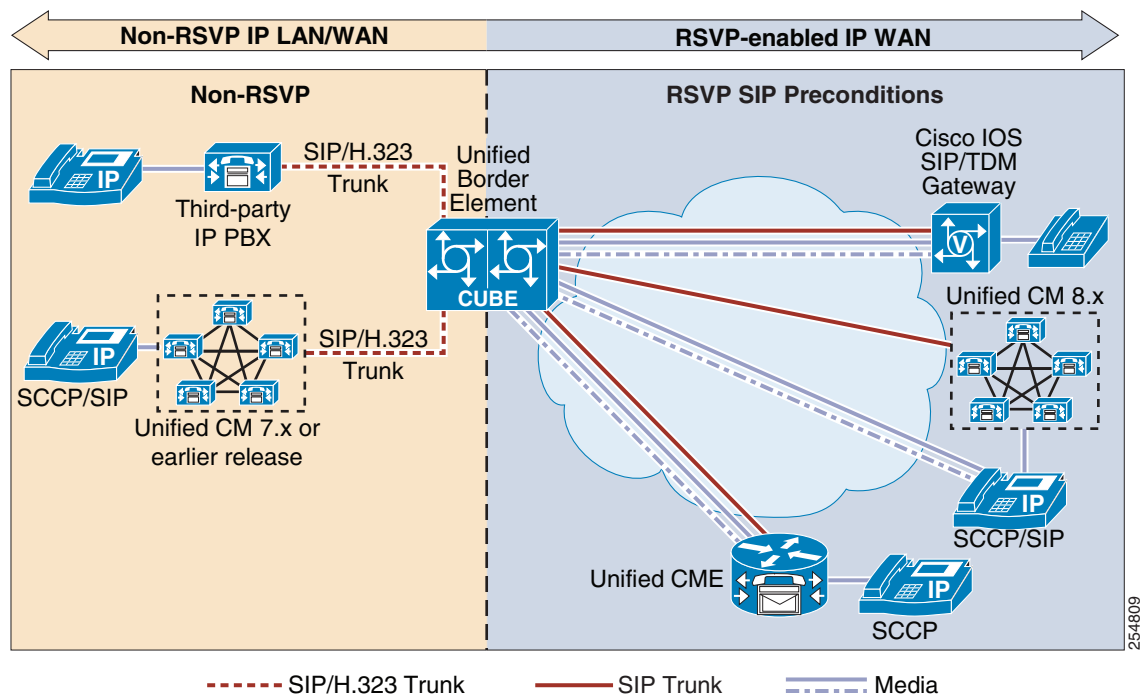 Non-RSVP IP LAN/WAN
RSVP-enabled IP WAN
Non-RSVP
RSVP SIP Preconditions
IP
Third-party
IP PBX
SIP/H.323
Trunk
Unified
Border
Element
CUBE
Cisco IOS
SIP/TDM
Gateway
V
IP
SCCP/SIP
Unified CM 7.x or
earlier release
SIP/H.323
Trunk
Unified CM 8.x
IP
SCCP/SIP
Unified CME
IP
SCCP
254809
SIP/H.323 Trunk
SIP Trunk
Media